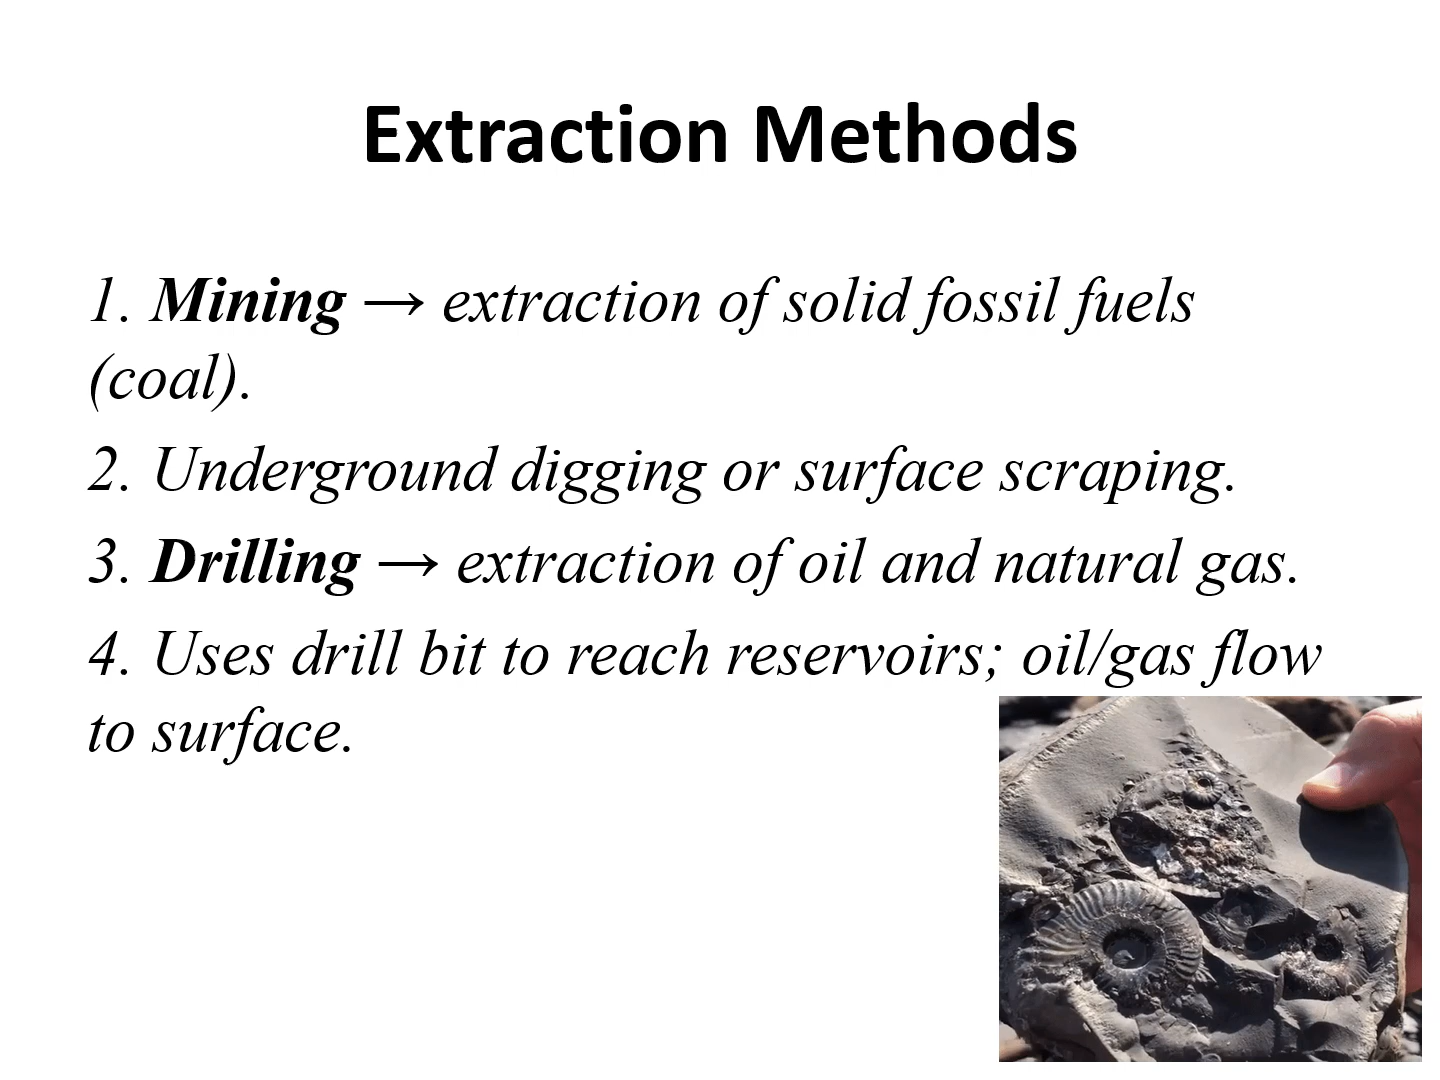 Extraction Methods
1. Mining → extraction of solid fossil fuels
(coal).
2. Underground digging or surface scraping.
3. Drilling → extraction of oil and natural gas.
4. Uses drill bit to reach reservoirs; oil/gas flow
to surface.